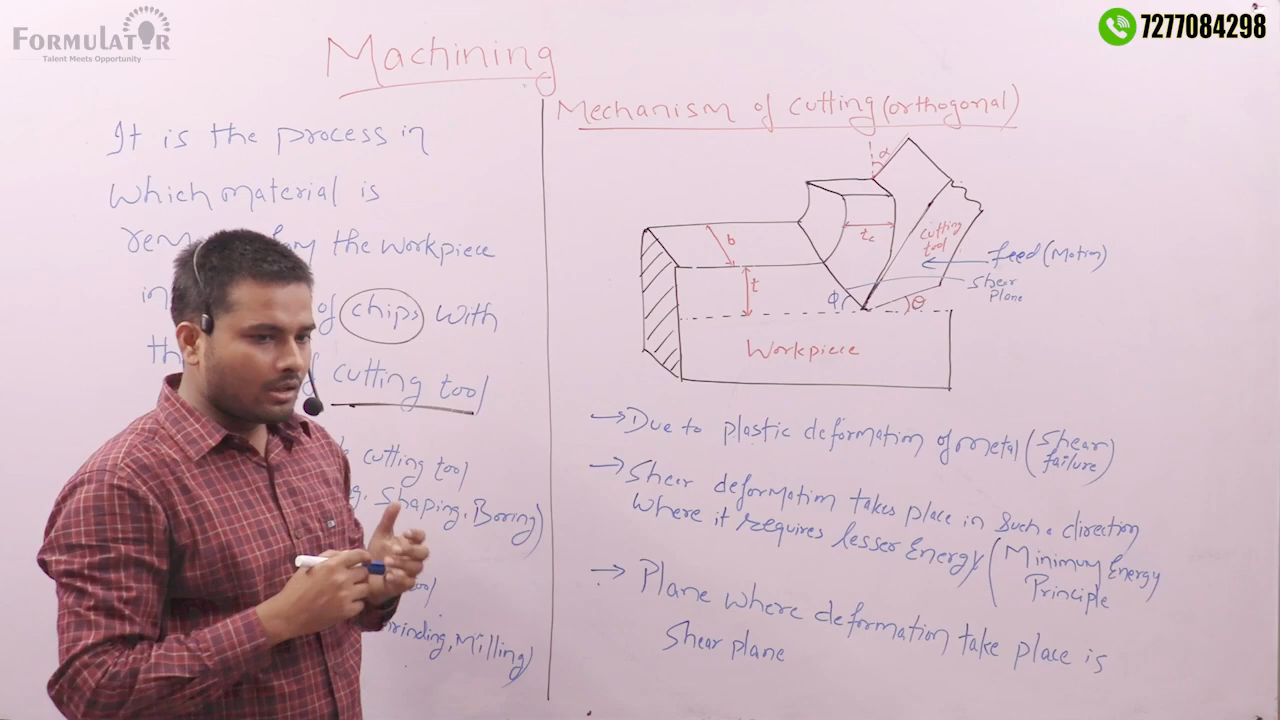 FORMULATOR
Talent Meets Opportunity
7277084298
Machining
It is the process in
Which material is
the workpiece
of chips with
cutting tool
cutting tool
Shaping, Boring)
Milling)
Mechanism of Cutting (orthogonal)
α
b
tc
Cutting
tool
t
feed (Motion)
Shear
Plane
φ
θ
Workpiece
→ Due to plastic deformation of metal (Shear
failure)
→ Shear deformation takes place in Such a direction
Where it requires lesser Energy (Minimum Energy
Principle
→ Plane where deformation take place is
Shear plane